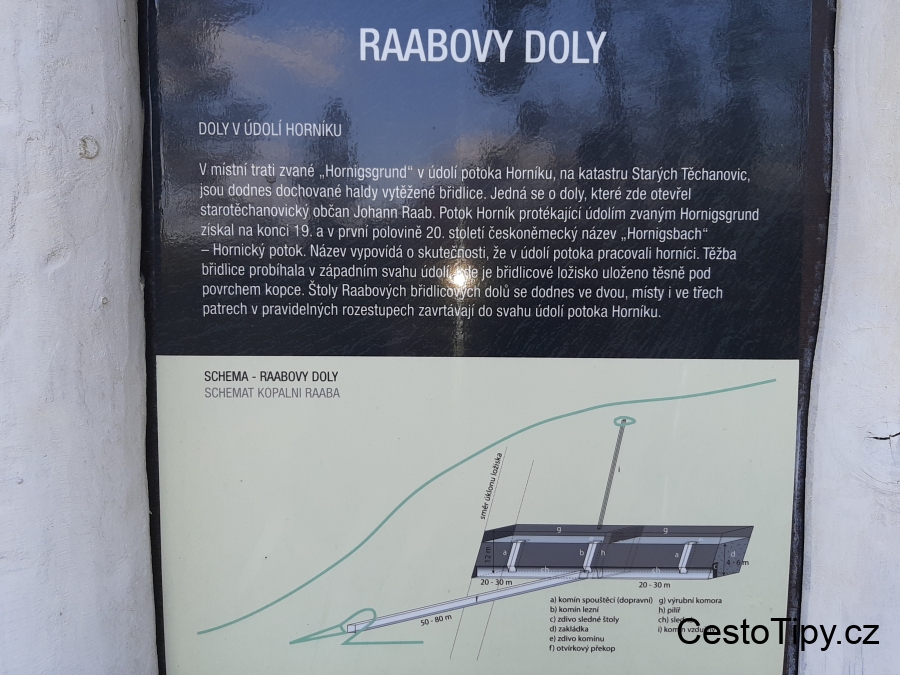 RAABOVY DOLY
DOLY V ÚDOLÍ HORNÍKU
V místní trati zvané „Hornigsgrund“ v údolí potoka Horníku, na katastru Starých Těchanovic,
jsou dodnes dochované haldy vytěžené břidlice. Jedná se o doly, které zde otevřel
starotěchanovický občan Johann Raab. Potok Horník protékající údolím zvaným Hornigsgrund
získal na konci 19. a v první polovině 20. století českoněmecký název „Hornigsbach“
– Hornický potok. Název vypovídá o skutečnosti, že v údolí potoka pracovali horníci. Těžba
břidlice probíhala v západním svahu údolí, kde je břidlicové ložisko uloženo těsně pod
povrchem kopce. Štoly Raabových břidlicových dolů se dodnes ve dvou, místy i ve třech
patrech v pravidelných rozestupech zavrtávají do svahu údolí potoka Horníku.
SCHEMA - RAABOVY DOLY
SCHEMAT KOPALNI RAABA
směr úklonu ložiska
i
g g
12 m a b h a d
4 - 6 m
ch ch
20 - 30 m 20 - 30 m
f
50 - 80 m
a) komín spouštěcí (dopravní) g) výrubní komora
b) komín lezní h) pilíř
c) zdivo sledné štoly ch)
d) zakládka i) komín
e) zdivo komínu
f) otvírkový překop
CestoTipy.cz